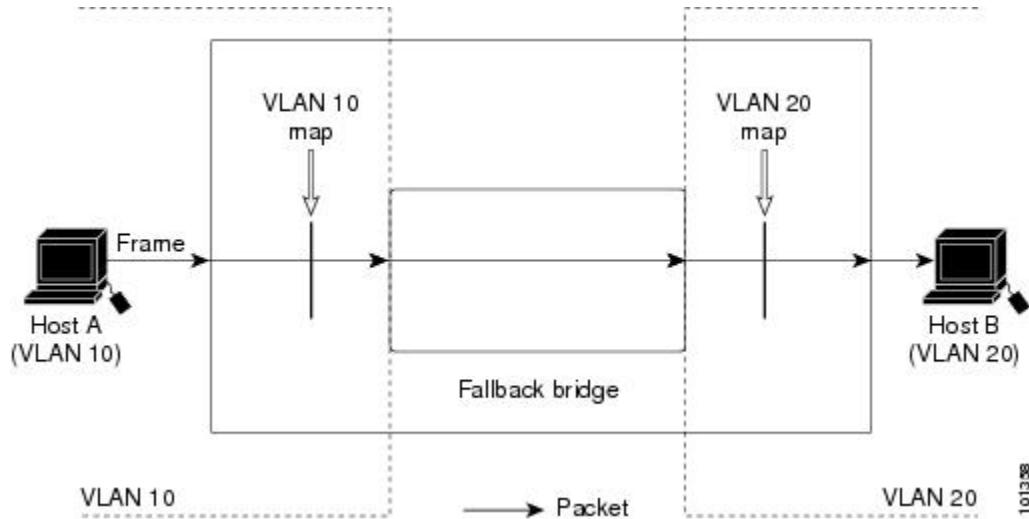 VLAN 10
map
VLAN 20
map
Frame
Host A
(VLAN 10)
Host B
(VLAN 20)
Fallback bridge
VLAN 10
Packet
VLAN 20
101358